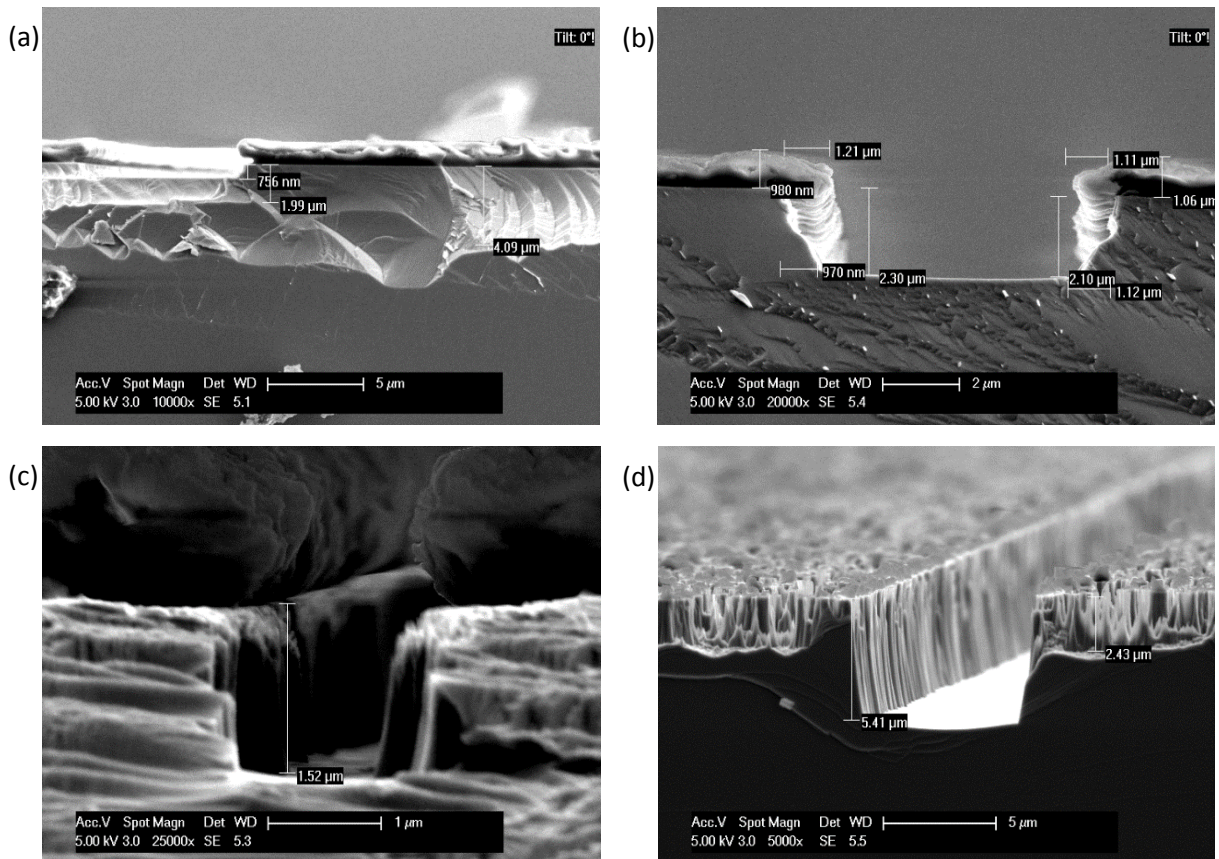 (a)
Tilt: 0°!
756 nm
1.99 µm
4.09 µm
Acc.V Spot Magn Det WD 5 µm
5.00 kV 3.0 10000x SE 5.1
(b)
Tilt: 0°!
1.21 µm
1.11 µm
980 nm
1.06 µm
970 nm
2.30 µm
2.10 µm
1.12 µm
Acc.V Spot Magn Det WD 2 µm
5.00 kV 3.0 20000x SE 5.4
(c)
1.52 µm
Acc.V Spot Magn Det WD 1 µm
5.00 kV 3.0 25000x SE 5.3
(d)
2.43 µm
5.41 µm
Acc.V Spot Magn Det WD 5 µm
5.00 kV 3.0 5000x SE 5.5